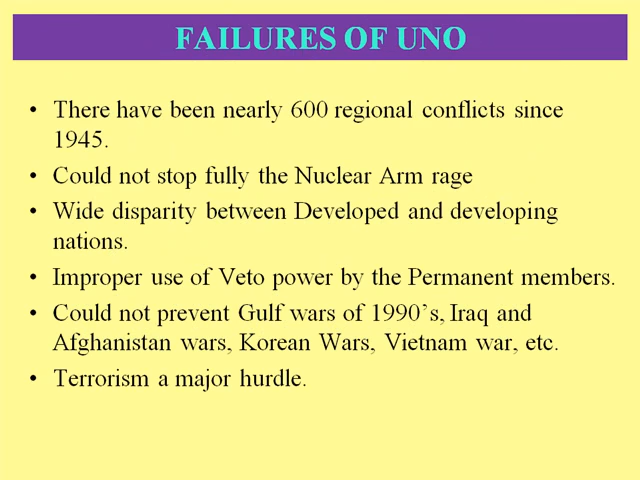 FAILURES OF UNO
• There have been nearly 600 regional conflicts since
1945.
• Could not stop fully the Nuclear Arm rage
• Wide disparity between Developed and developing
nations.
• Improper use of Veto power by the Permanent members.
• Could not prevent Gulf wars of 1990’s, Iraq and
Afghanistan wars, Korean Wars, Vietnam war, etc.
• Terrorism a major hurdle.